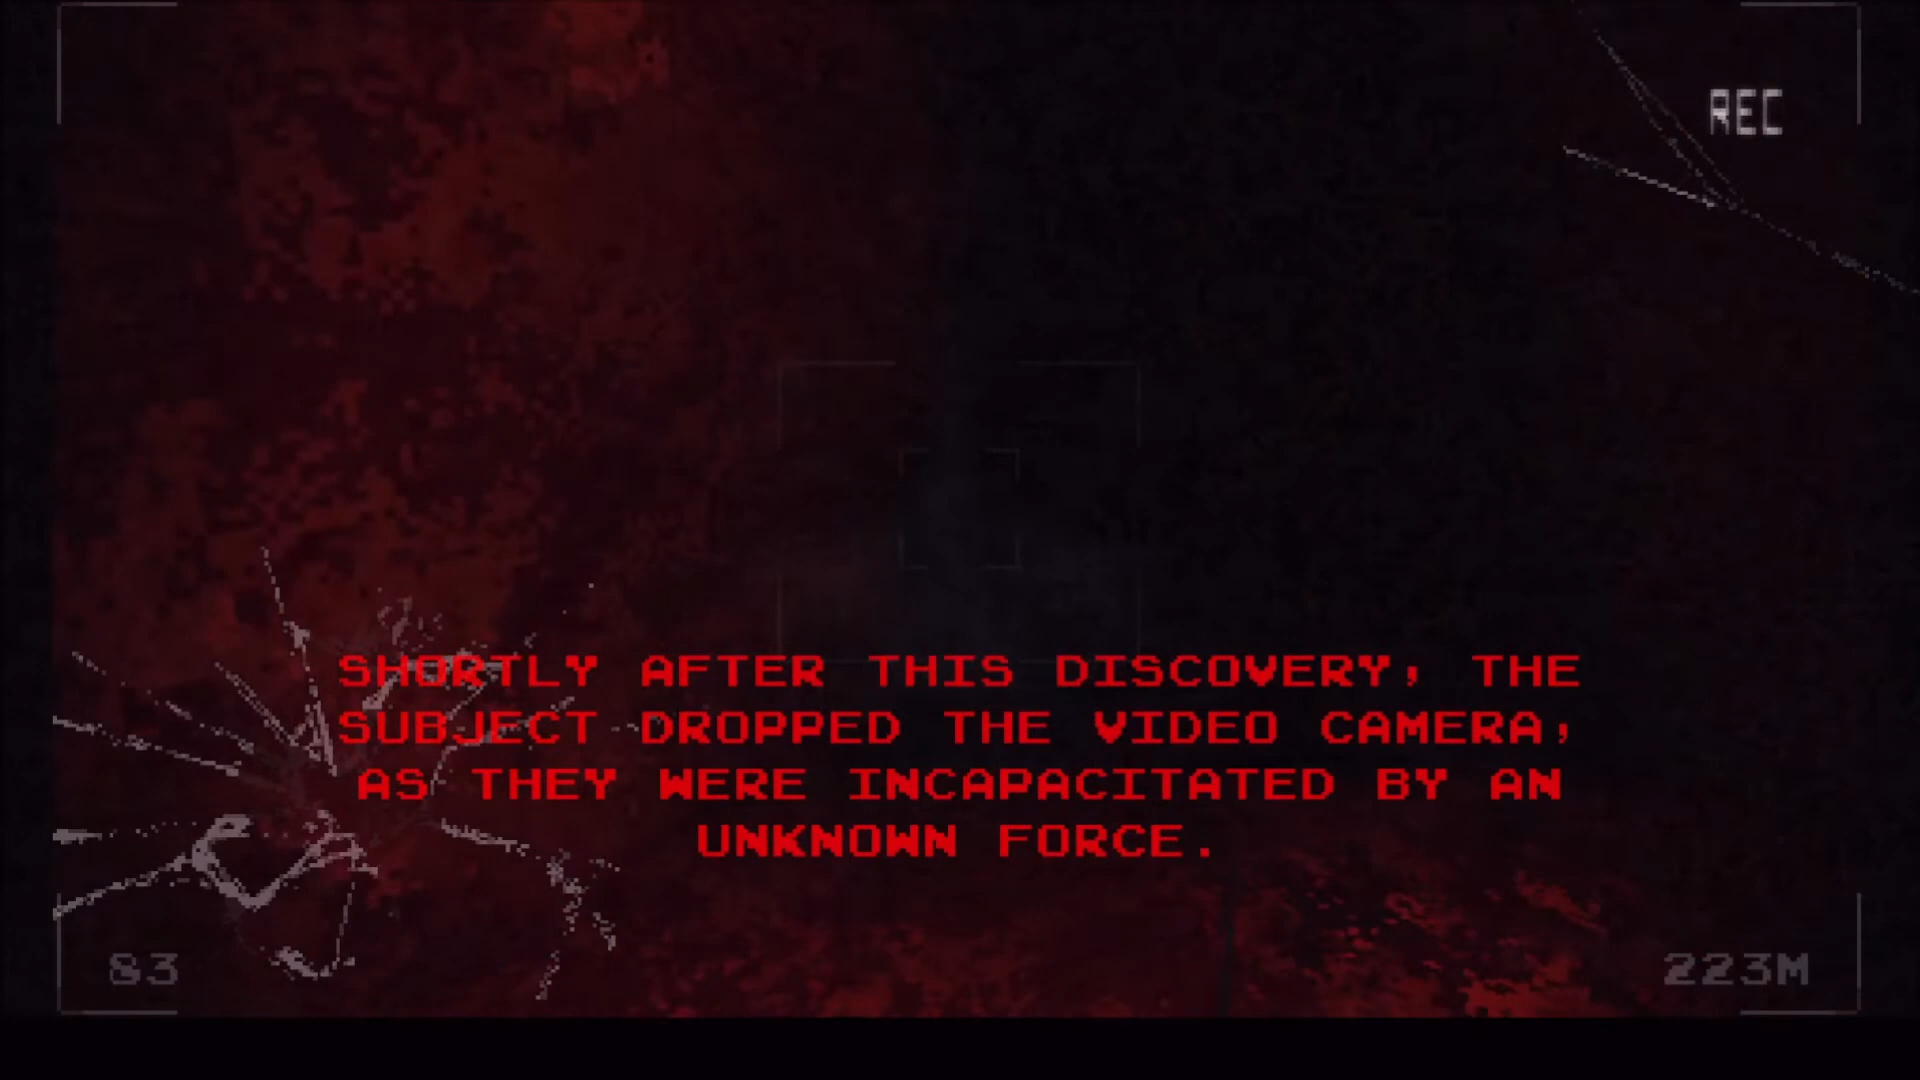 REC
SHORTLY AFTER THIS DISCOVERY, THE
SUBJECT DROPPED THE VIDEO CAMERA,
AS THEY WERE INCAPACITATED BY AN
UNKNOWN FORCE.
83
223M